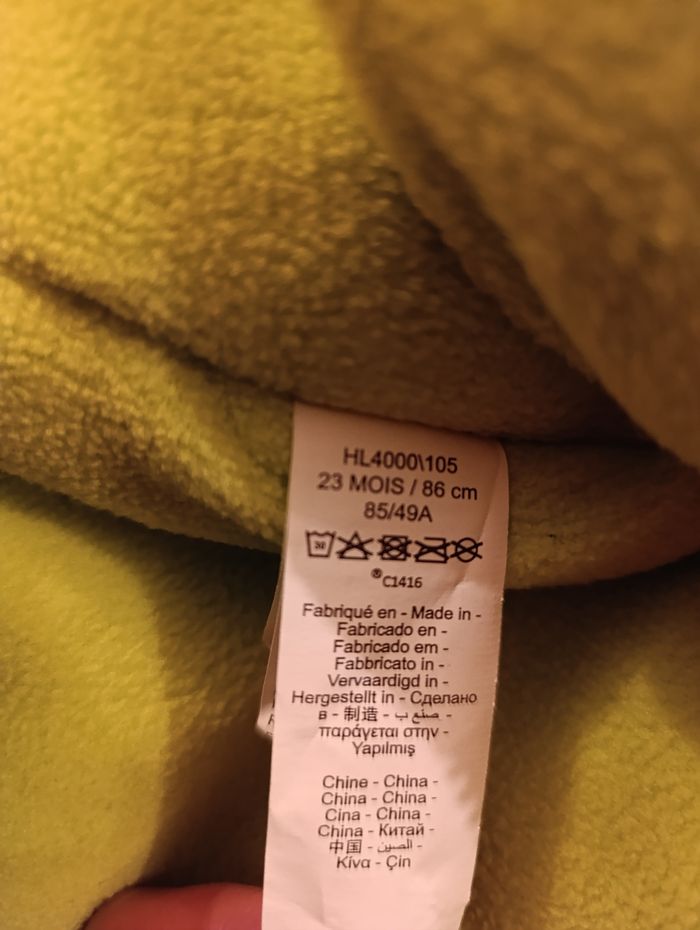 HL4000\105
23 MOIS / 86 cm
85/49A
30
®C1416
Fabriqué en - Made in -
Fabricado en -
Fabricado em -
Fabbricato in -
Vervaardigd in -
Hergestellt in - Сделано
в - 制造 - صنع ب -
παράγεται στην -
Yapılmış
Chine - China -
China - China -
Cina - China -
China - Китай -
中国 - الصين -
Κίνα - Çin